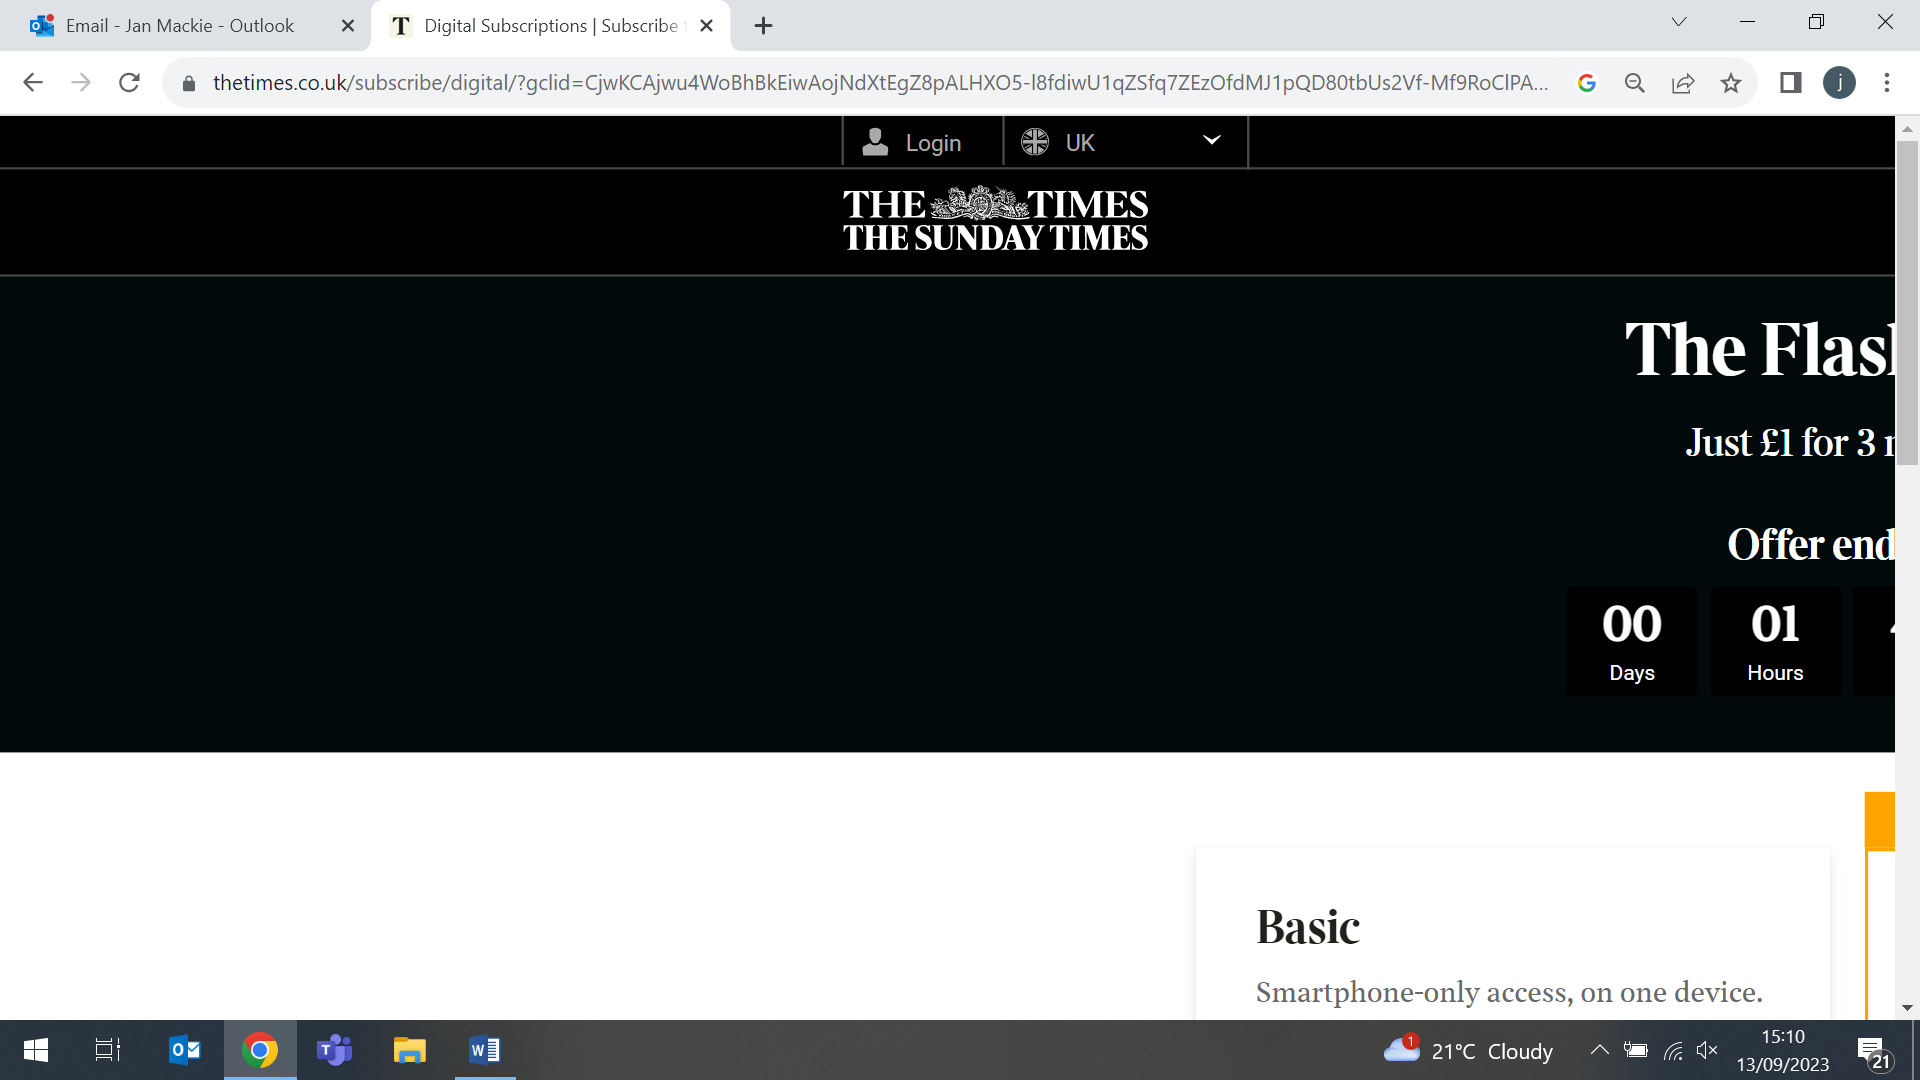 Email - Jan Mackie - Outlook
Digital Subscriptions | Subscribe
thetimes.co.uk/subscribe/digital/?gclid=CjwKCAjwu4WoBhBkEiwAojNdXtEgZ8pALHXO5-l8fdiwU1qZSfq7ZEzOfdMJ1pQD80tbUs2Vf-Mf9RoClPA...
j
Login
UK
THE TIMES
THE SUNDAY TIMES
The Flas
Just £1 for 3
Offer end
00
01
Days
Hours
Basic
Smartphone-only access, on one device.
1
21°C Cloudy
15:10
13/09/2023
21